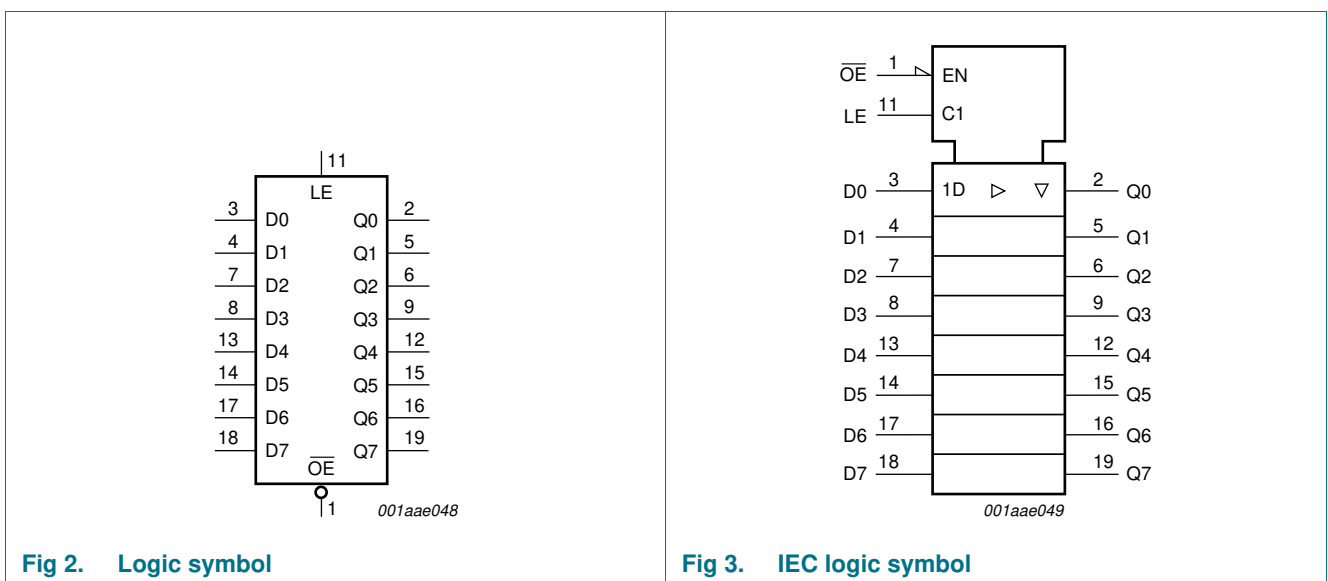 11
LE
3 D0 Q0 2
4 D1 Q1 5
7 D2 Q2 6
8 D3 Q3 9
13 D4 Q4 12
14 D5 Q5 15
17 D6 Q6 16
18 D7 Q7 19
OE
1 001aae048
Fig 2. Logic symbol
OE 1 EN
LE 11 C1
D0 3 1D 2 Q0
D1 4 5 Q1
D2 7 6 Q2
D3 8 9 Q3
D4 13 12 Q4
D5 14 15 Q5
D6 17 16 Q6
D7 18 19 Q7
001aae049
Fig 3. IEC logic symbol